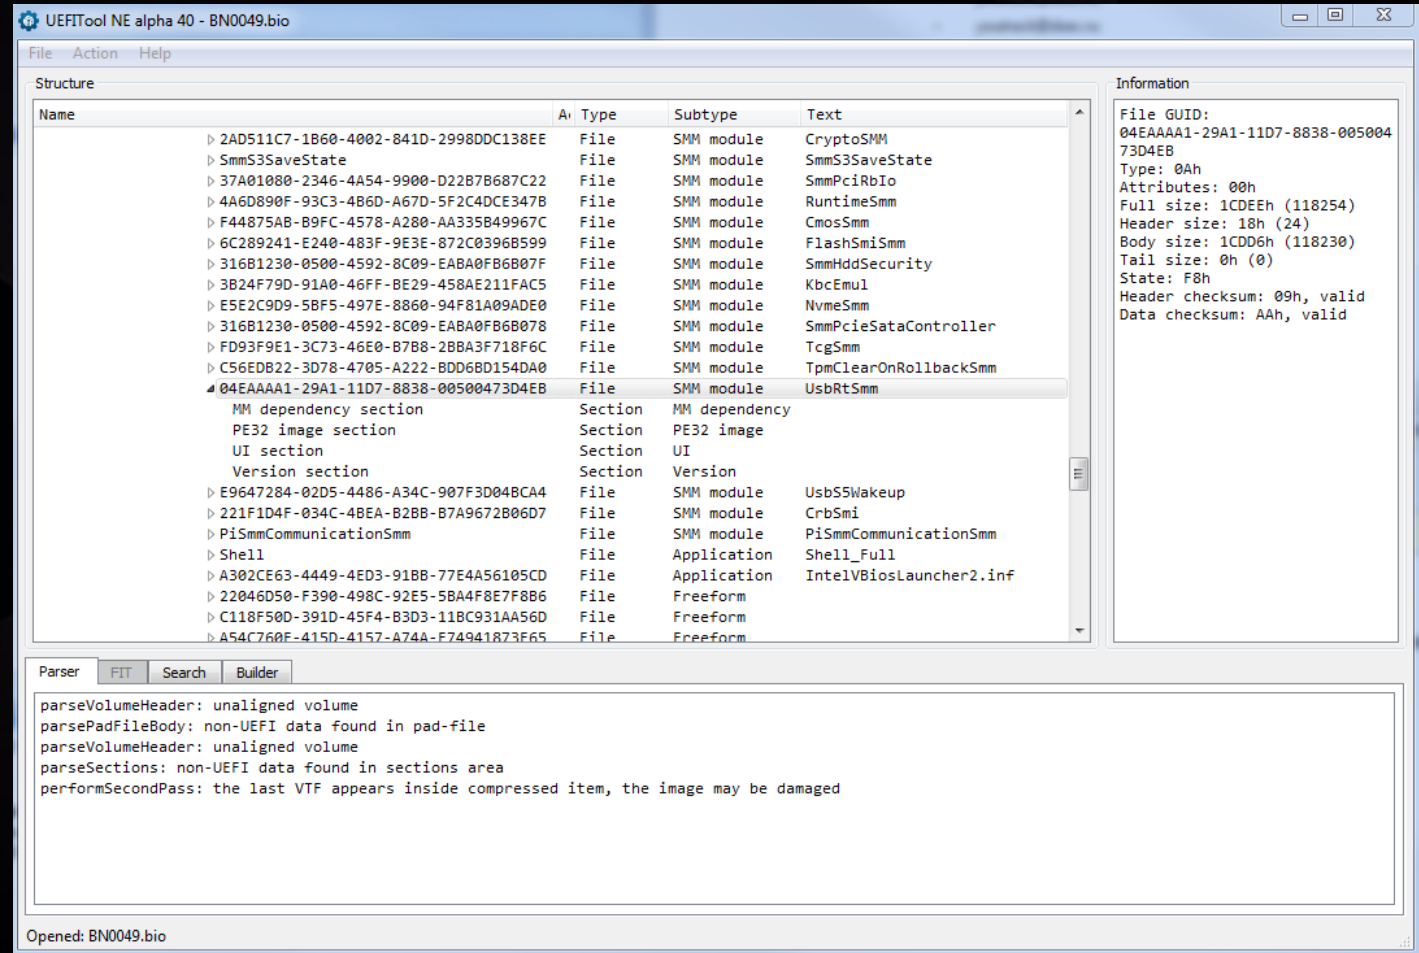 UEFITool NE alpha 40 - BN0049.bio
File Action Help
Structure
Information
Name Type Subtype Text
2AD511C7-1B60-4002-841D-2998DDC138EE File SMM module CryptoSMM
SmmS3SaveState File SMM module SmmS3SaveState
37A01080-2346-4A54-9900-D22B7B687C22 File SMM module SmmPciRbIo
4A6D890F-93C3-4B6D-A67D-5F2C4DCE347B File SMM module RuntimeSmm
F44875AB-B9FC-4578-A280-AA335B49967C File SMM module CmosSmm
6C289241-E240-483F-9E3E-872C0396B599 File SMM module FlashSmiSmm
316B1230-0500-4592-8C09-EABA0FB6B07F File SMM module SmmHddSecurity
3B24F79D-91A0-46FF-BE29-458AE211FAC5 File SMM module KbcEmul
E5E2C9D9-5BF5-497E-8860-94F81A09ADE0 File SMM module NvmeSmm
316B1230-0500-4592-8C09-EABA0FB6B078 File SMM module SmmPcieSataController
FD93F9E1-3C73-46E0-B7B8-2BBA3F718F6C File SMM module TcgSmm
C56EDB22-3D78-4705-A222-BDD6BD154DA0 File SMM module TpmClearOnRollbackSmm
04EAAAA1-29A1-11D7-8838-00500473D4EB File SMM module UsbRtSmm
MM dependency section Section MM dependency
PE32 image section Section PE32 image
UI section Section UI
Version section Section Version
E9647284-02D5-4486-A34C-907F3D04BCA4 File SMM module UsbS5Wakeup
221F1D4F-034C-4BEA-B2BB-B7A9672B06D7 File SMM module CrbSmi
PiSmmCommunicationSmm File SMM module PiSmmCommunicationSmm
Shell File Application Shell_Full
A302CE63-4449-4ED3-91BB-77E4A56105CD File Application IntelVBiosLauncher2.inf
22046D50-F390-498C-92E5-5BA4F8E7F8B6 File Freeform
C118F50D-391D-45F4-B3D3-11BC931AA56D File Freeform
A54C760F-415D-4157-A74A-F74941873F65 File Freeform
File GUID:
04EAAAA1-29A1-11D7-8838-005004
73D4EB
Type: 0Ah
Attributes: 00h
Full size: 1CDEEh (118254)
Header size: 18h (24)
Body size: 1CDD6h (118230)
Tail size: 0h (0)
State: F8h
Header checksum: 09h, valid
Data checksum: AAh, valid
Parser FIT Search Builder
parseVolumeHeader: unaligned volume
parsePadFileBody: non-UEFI data found in pad-file
parseVolumeHeader: unaligned volume
parseSections: non-UEFI data found in sections area
performSecondPass: the last VTF appears inside compressed item, the image may be damaged
Opened: BN0049.bio